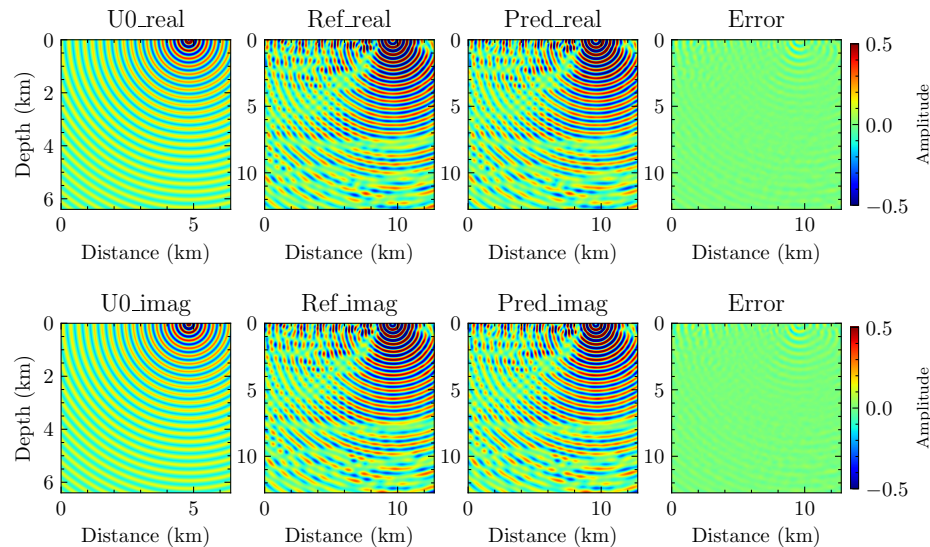 U0_real Ref_real Pred_real Error
0 0 0 0 0.5
2 5 5 5 0.0
4 10 10 10
6 −0.5
Depth (km) Amplitude
0 5 0 10 0 10 0 10
Distance (km) Distance (km) Distance (km) Distance (km)
U0_imag Ref_imag Pred_imag Error
0 0 0 0 0.5
2 5 5 5 0.0
4 10 10 10
6 −0.5
Depth (km) Amplitude
0 5 0 10 0 10 0 10
Distance (km) Distance (km) Distance (km) Distance (km)